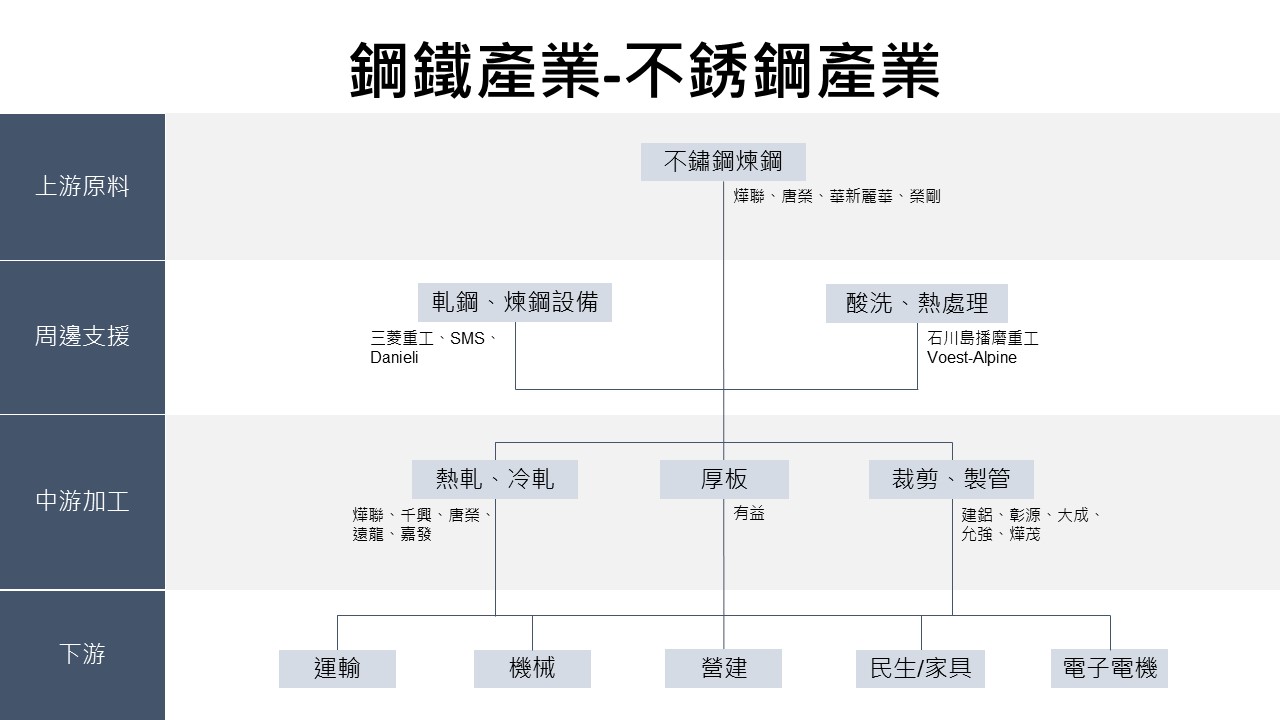 鋼鐵產業-不銹鋼產業
上游原料
不鏽鋼煉鋼
燁聯、唐榮、華新麗華、榮剛
周邊支援
軋鋼、煉鋼設備
三菱重工、SMS、
Danieli
酸洗、熱處理
石川島播磨重工
Voest-Alpine
中游加工
熱軋、冷軋
燁聯、千興、唐榮、
遠龍、嘉發
厚板
有益
裁剪、製管
建錩、彰源、大成、
允強、燁茂
下游
運輸
機械
營建
民生/家具
電子電機